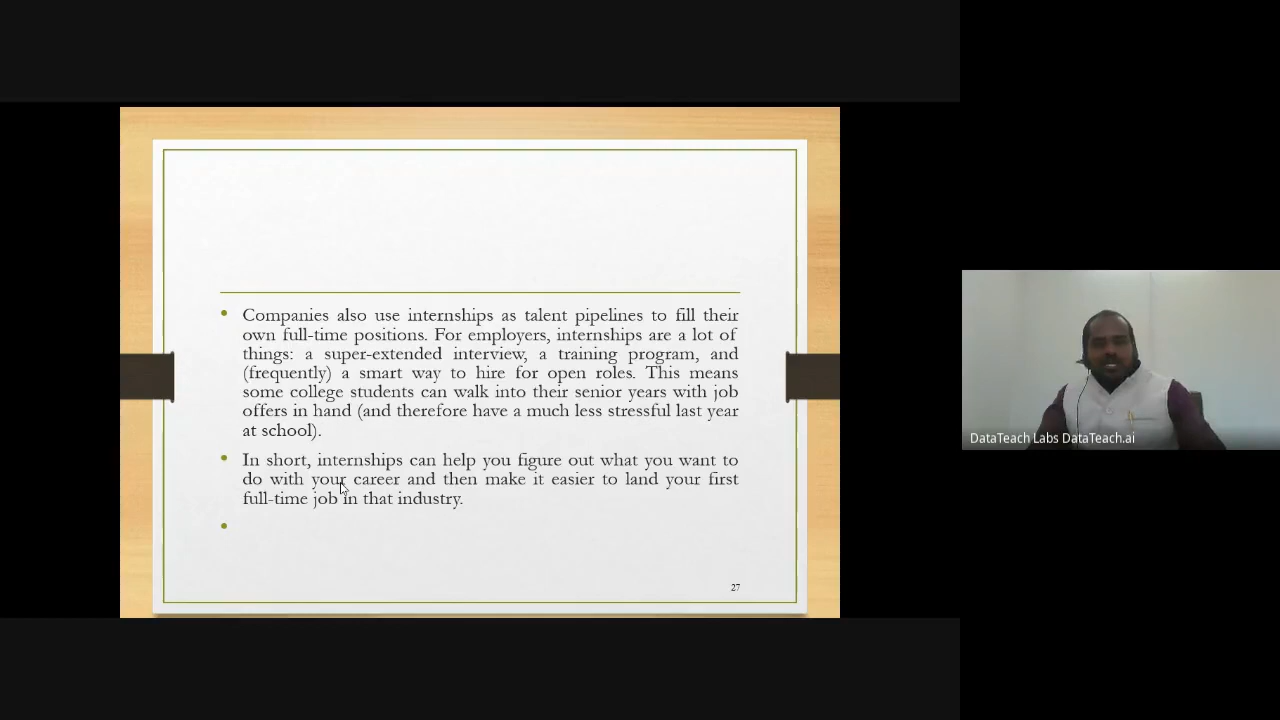 • Companies also use internships as talent pipelines to fill their
own full-time positions. For employers, internships are a lot of
things: a super-extended interview, a training program, and
(frequently) a smart way to hire for open roles. This means
some college students can walk into their senior years with job
offers in hand (and therefore have a much less stressful last year
at school).
• In short, internships can help you figure out what you want to
do with your career and then make it easier to land your first
full-time job in that industry.
•
27
DataTeach Labs DataTeach.ai